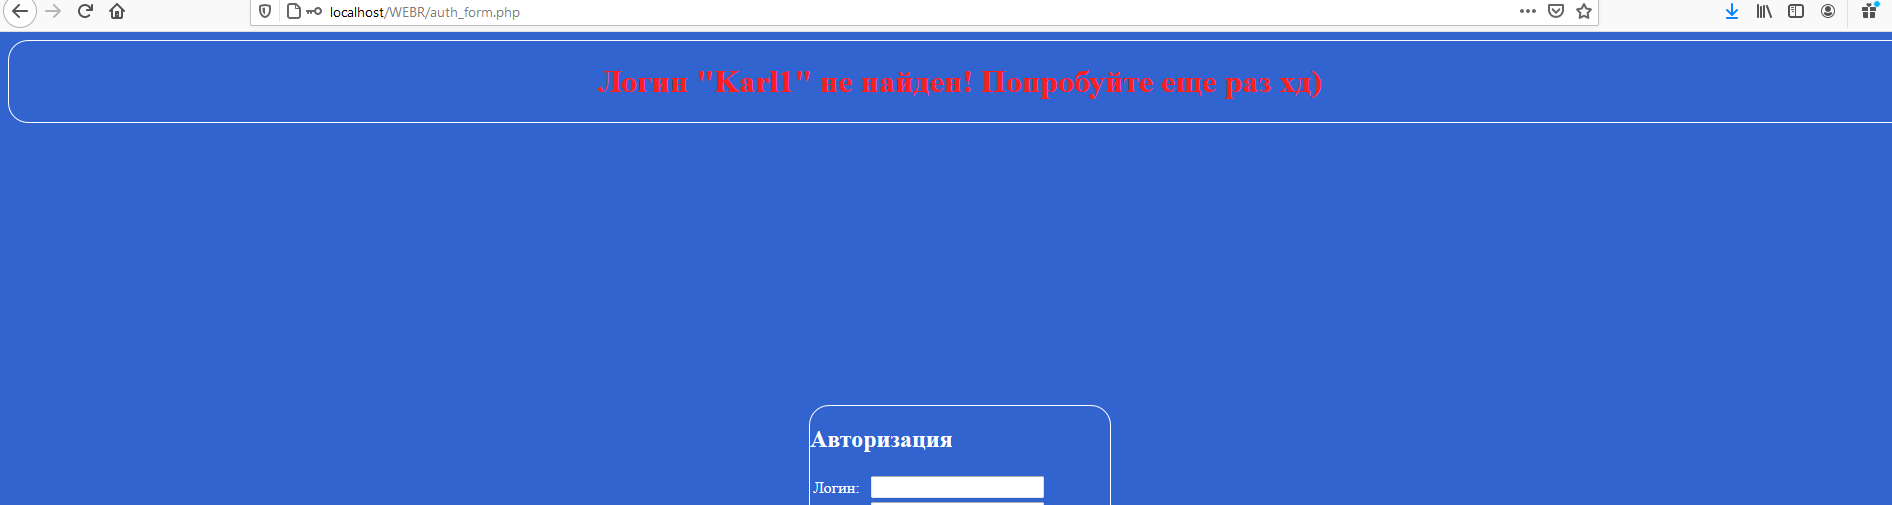 localhost/WEBR/auth_form.php
Логин "Karl1" не найден! Попробуйте еще раз хд)
Авторизация
Логин: